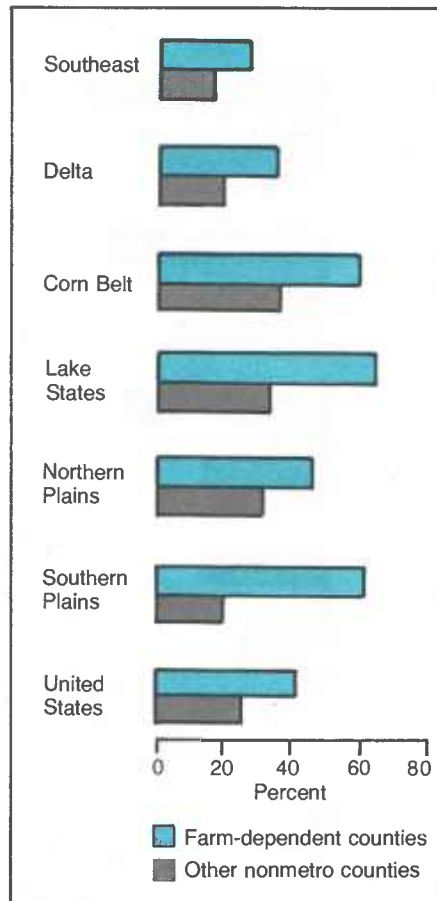 Southeast
Delta
Corn Belt
Lake
States
Northern
Plains
Southern
Plains
United
States
0 20 40 60 80
Percent
Farm-dependent counties
Other nonmetro counties